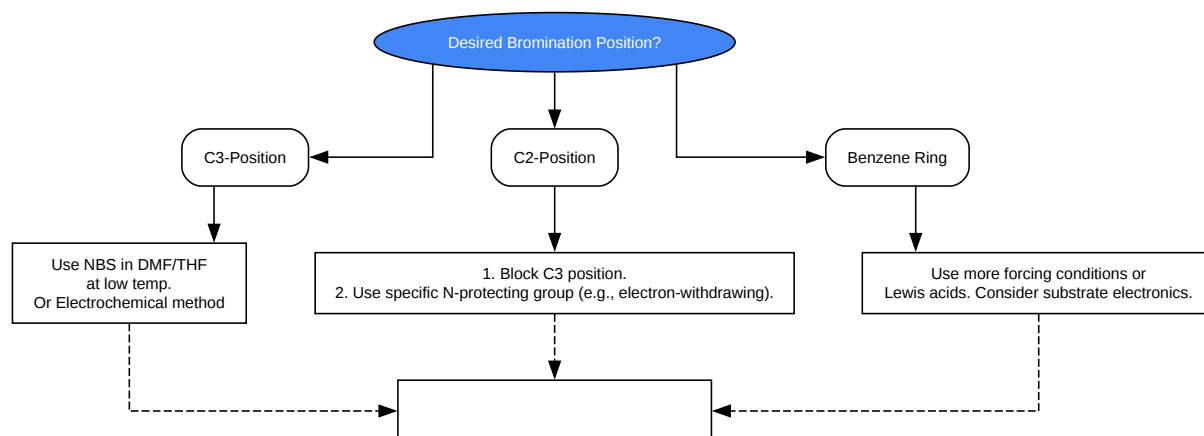 Desired Bromination Position?
C3-Position
C2-Position
Benzene Ring
Use NBS in DMF/THF
at low temp.
Or Electrochemical method
1. Block C3 position.
2. Use specific N-protecting group (e.g., electron-withdrawing).
Use more forcing conditions or
Lewis acids. Consider substrate electronics.